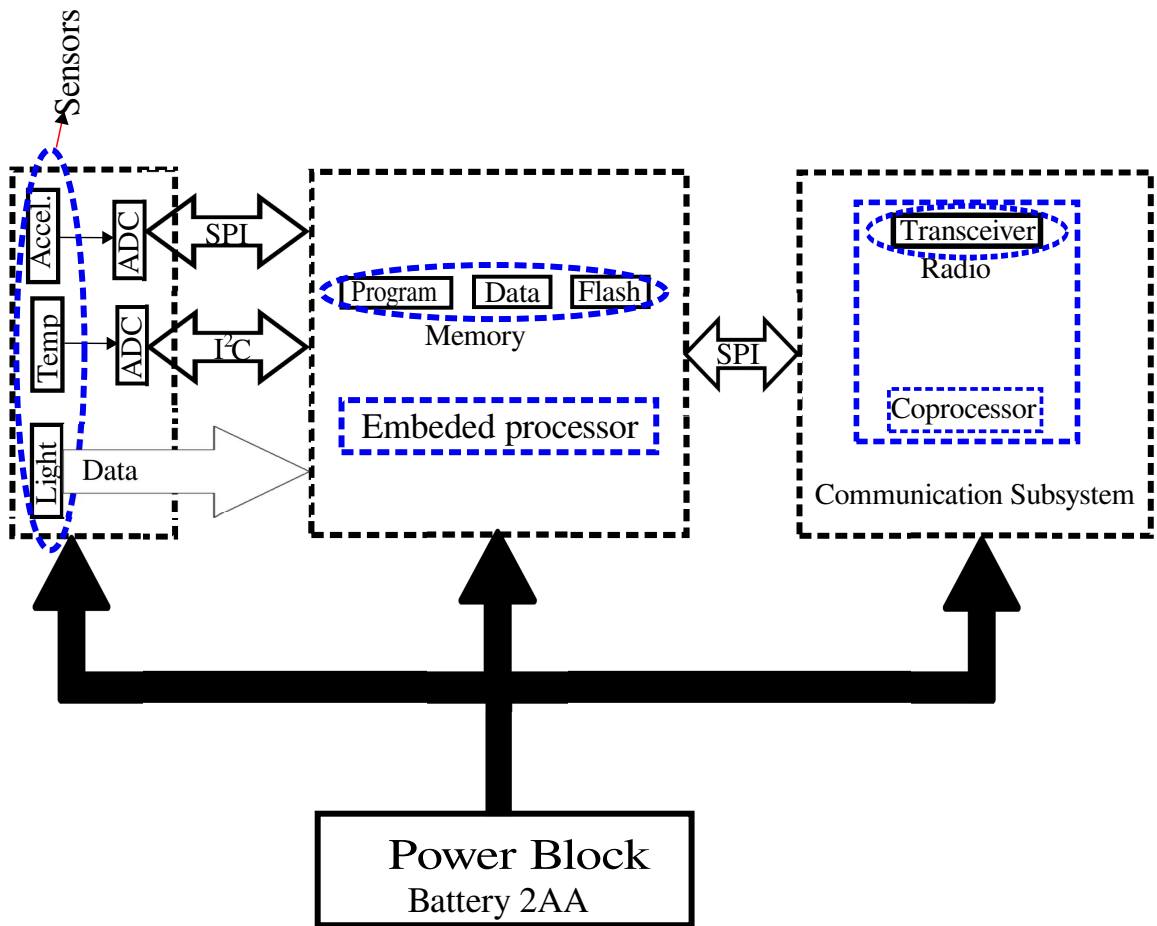 Sensors
Accel.
ADC
SPI
Temp
ADC
I²C
Light
Data
Program
Data
Flash
Memory
Embeded processor
SPI
Transceiver
Radio
Coprocessor
Communication Subsystem
Power Block
Battery 2AA